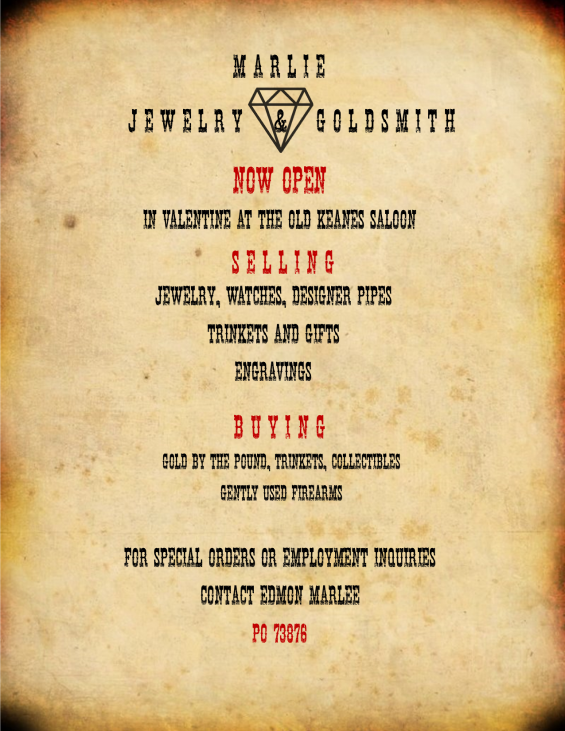 MARLIE
JEWELRY & GOLDSMITH
NOW OPEN
IN VALENTINE AT THE OLD KEANES SALOON
SELLING
JEWELRY, WATCHES, DESIGNER PIPES
TRINKETS AND GIFTS
ENGRAVINGS
BUYING
GOLD BY THE POUND, TRINKETS, COLLECTIBLES
GENTLY USED FIREARMS
FOR SPECIAL ORDERS OR EMPLOYMENT INQUIRIES
CONTACT EDMON MARLEE
PO 73876